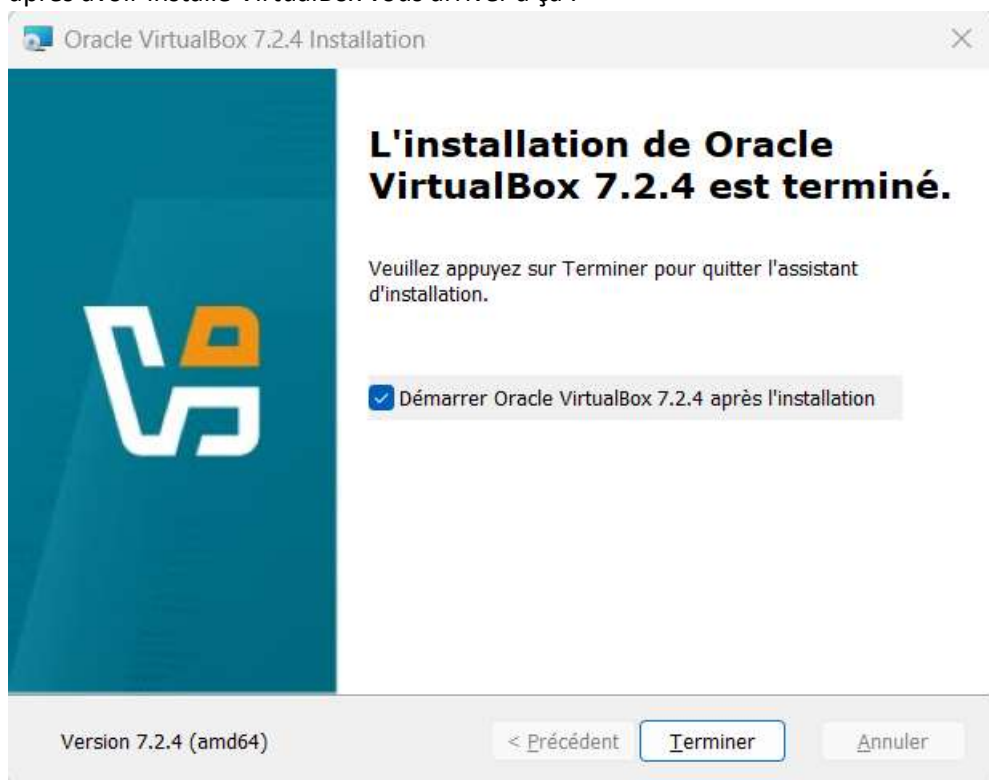 Oracle VirtualBox 7.2.4 Installation
L'installation de Oracle
VirtualBox 7.2.4 est terminé.
Veuillez appuyez sur Terminer pour quitter l'assistant
d'installation.
Démarrer Oracle VirtualBox 7.2.4 après l'installation
Version 7.2.4 (amd64)
< Précédent
Terminer
Annuler